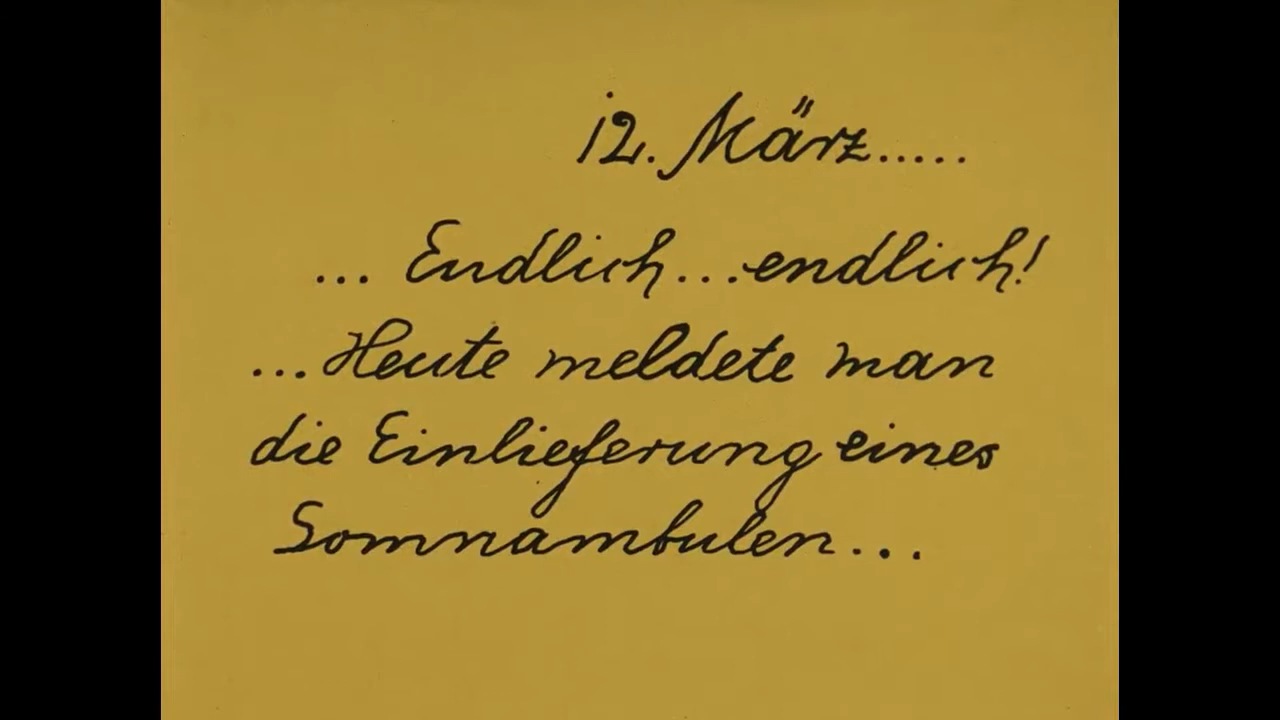 12. März.....
... Endlich...endlich!
...Heute meldete man
die Einlieferung eines
Somnambulen...